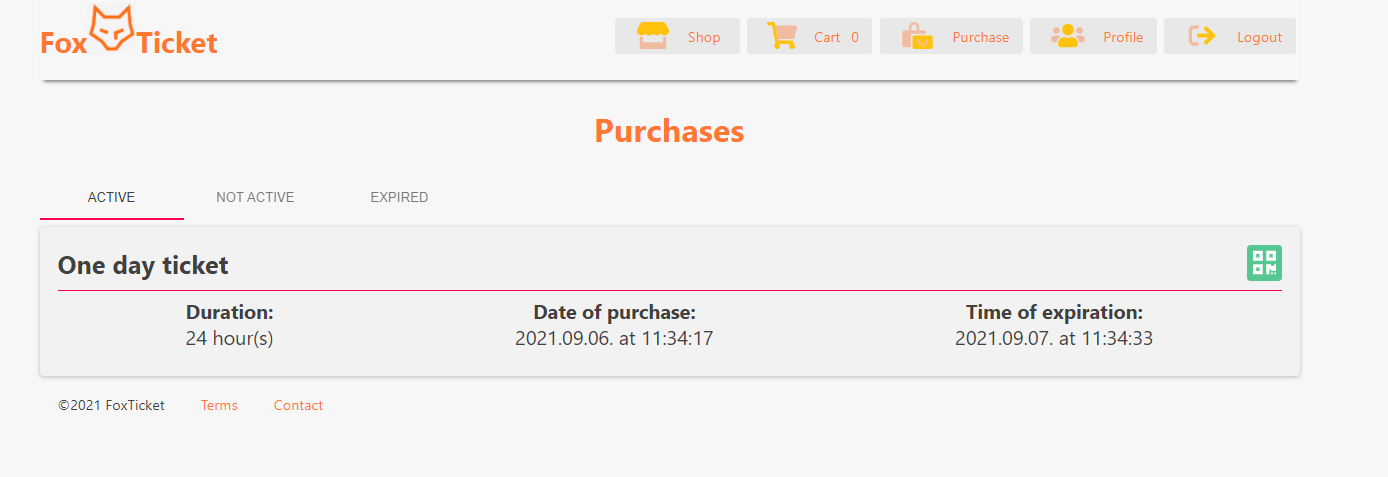 Fox Ticket
Shop
Cart 0
Purchase
Profile
Logout
Purchases
ACTIVE
NOT ACTIVE
EXPIRED
One day ticket
Duration:
24 hour(s)
Date of purchase:
2021.09.06. at 11:34:17
Time of expiration:
2021.09.07. at 11:34:33
©2021 FoxTicket
Terms
Contact